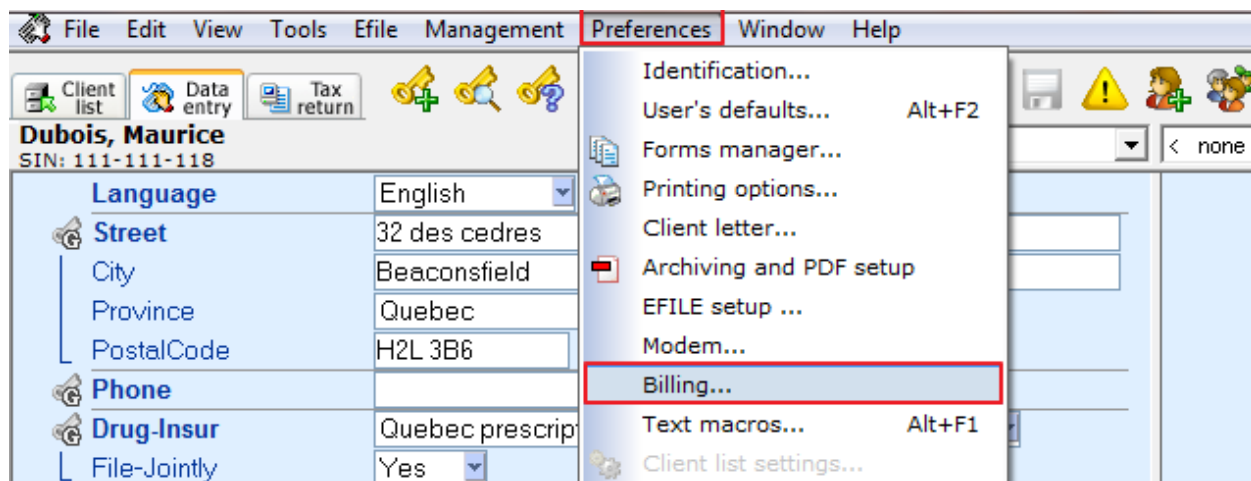 File Edit View Tools Efile Management Preferences Window Help
Client list Data entry Tax return
Dubois, Maurice
SIN: 111-111-118
< none
Language English
Street 32 des cedres
City Beaconsfield
Province Quebec
PostalCode H2L 3B6
Phone
Drug-Insur Quebec prescrip
File-Jointly Yes
Identification...
User's defaults... Alt+F2
Forms manager...
Printing options...
Client letter...
Archiving and PDF setup
EFILE setup ...
Modem...
Billing...
Text macros... Alt+F1
Client list settings...